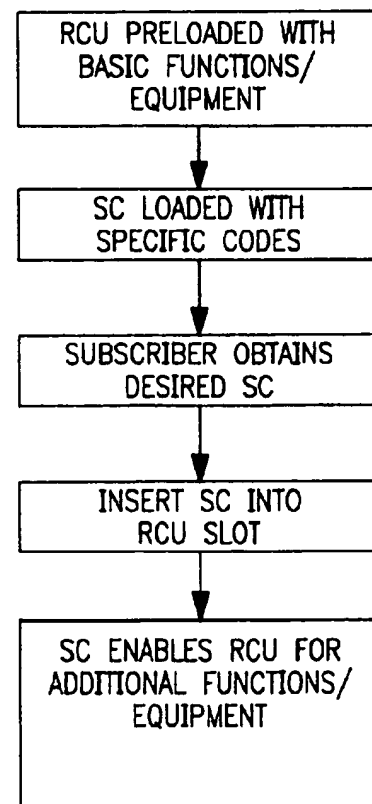 RCU PRELOADED WITH
BASIC FUNCTIONS/
EQUIPMENT
SC LOADED WITH
SPECIFIC CODES
SUBSCRIBER OBTAINS
DESIRED SC
INSERT SC INTO
RCU SLOT
SC ENABLES RCU FOR
ADDITIONAL FUNCTIONS/
EQUIPMENT